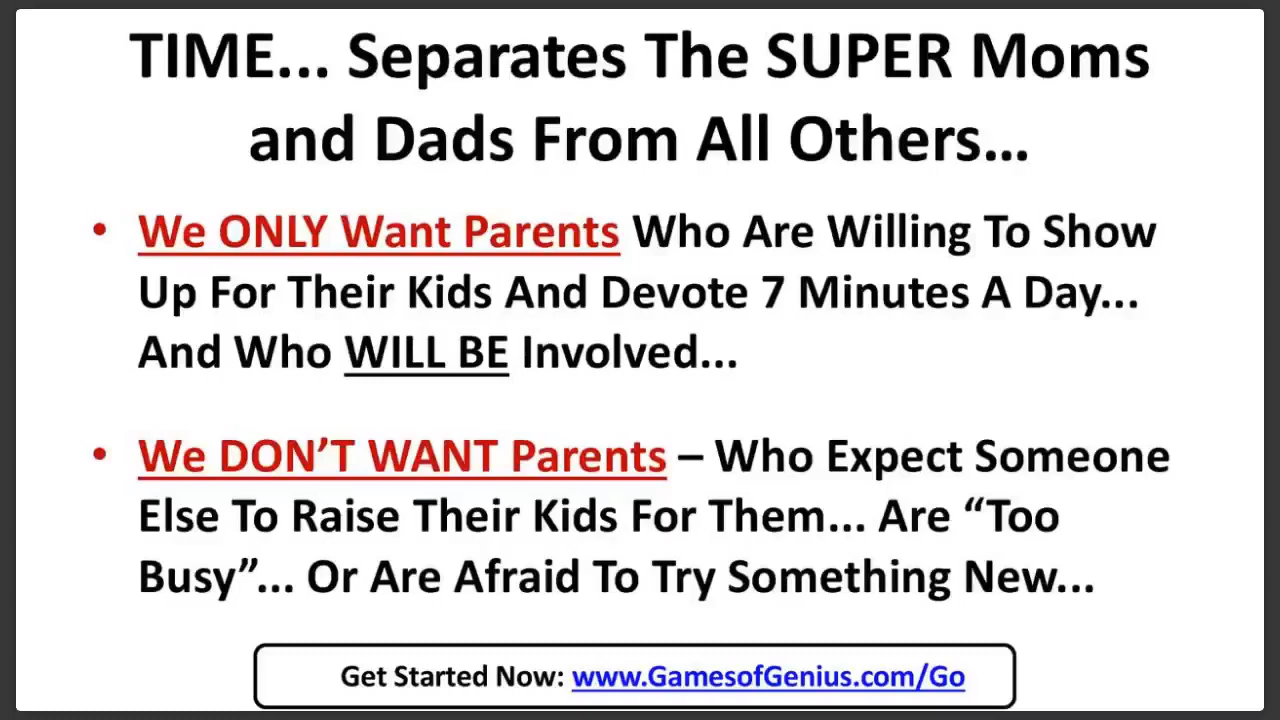 TIME... Separates The SUPER Moms
and Dads From All Others...
• We ONLY Want Parents Who Are Willing To Show
Up For Their Kids And Devote 7 Minutes A Day...
And Who WILL BE Involved...
• We DON’T WANT Parents – Who Expect Someone
Else To Raise Their Kids For Them... Are “Too
Busy”... Or Are Afraid To Try Something New...
Get Started Now: www.GamesofGenius.com/Go